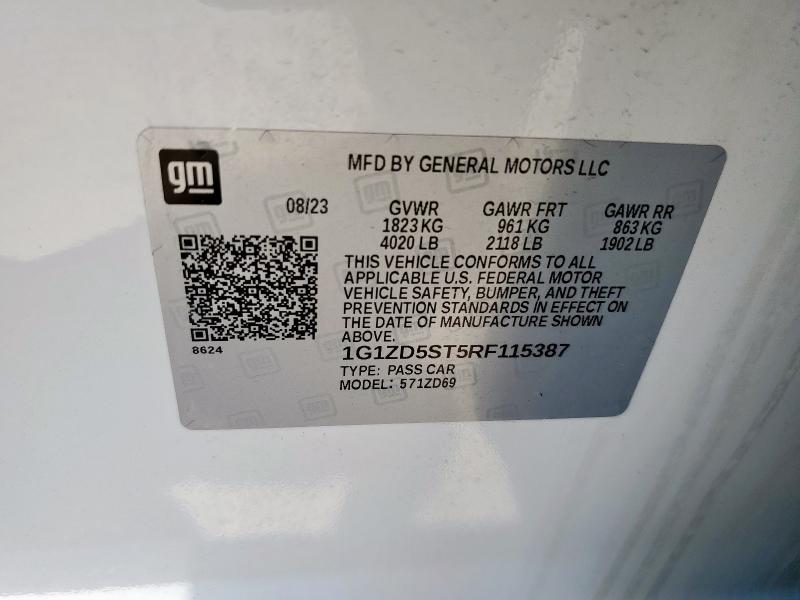 gm
MFD BY GENERAL MOTORS LLC
08/23 GVWR GAWR FRT GAWR RR
1823 KG 961 KG 863 KG
4020 LB 2118 LB 1902 LB
THIS VEHICLE CONFORMS TO ALL
APPLICABLE U.S. FEDERAL MOTOR
VEHICLE SAFETY, BUMPER, AND THEFT
PREVENTION STANDARDS IN EFFECT ON
THE DATE OF MANUFACTURE SHOWN
ABOVE.
8624
1G1ZD5ST5RF115387
TYPE: PASS CAR
MODEL: 571ZD69